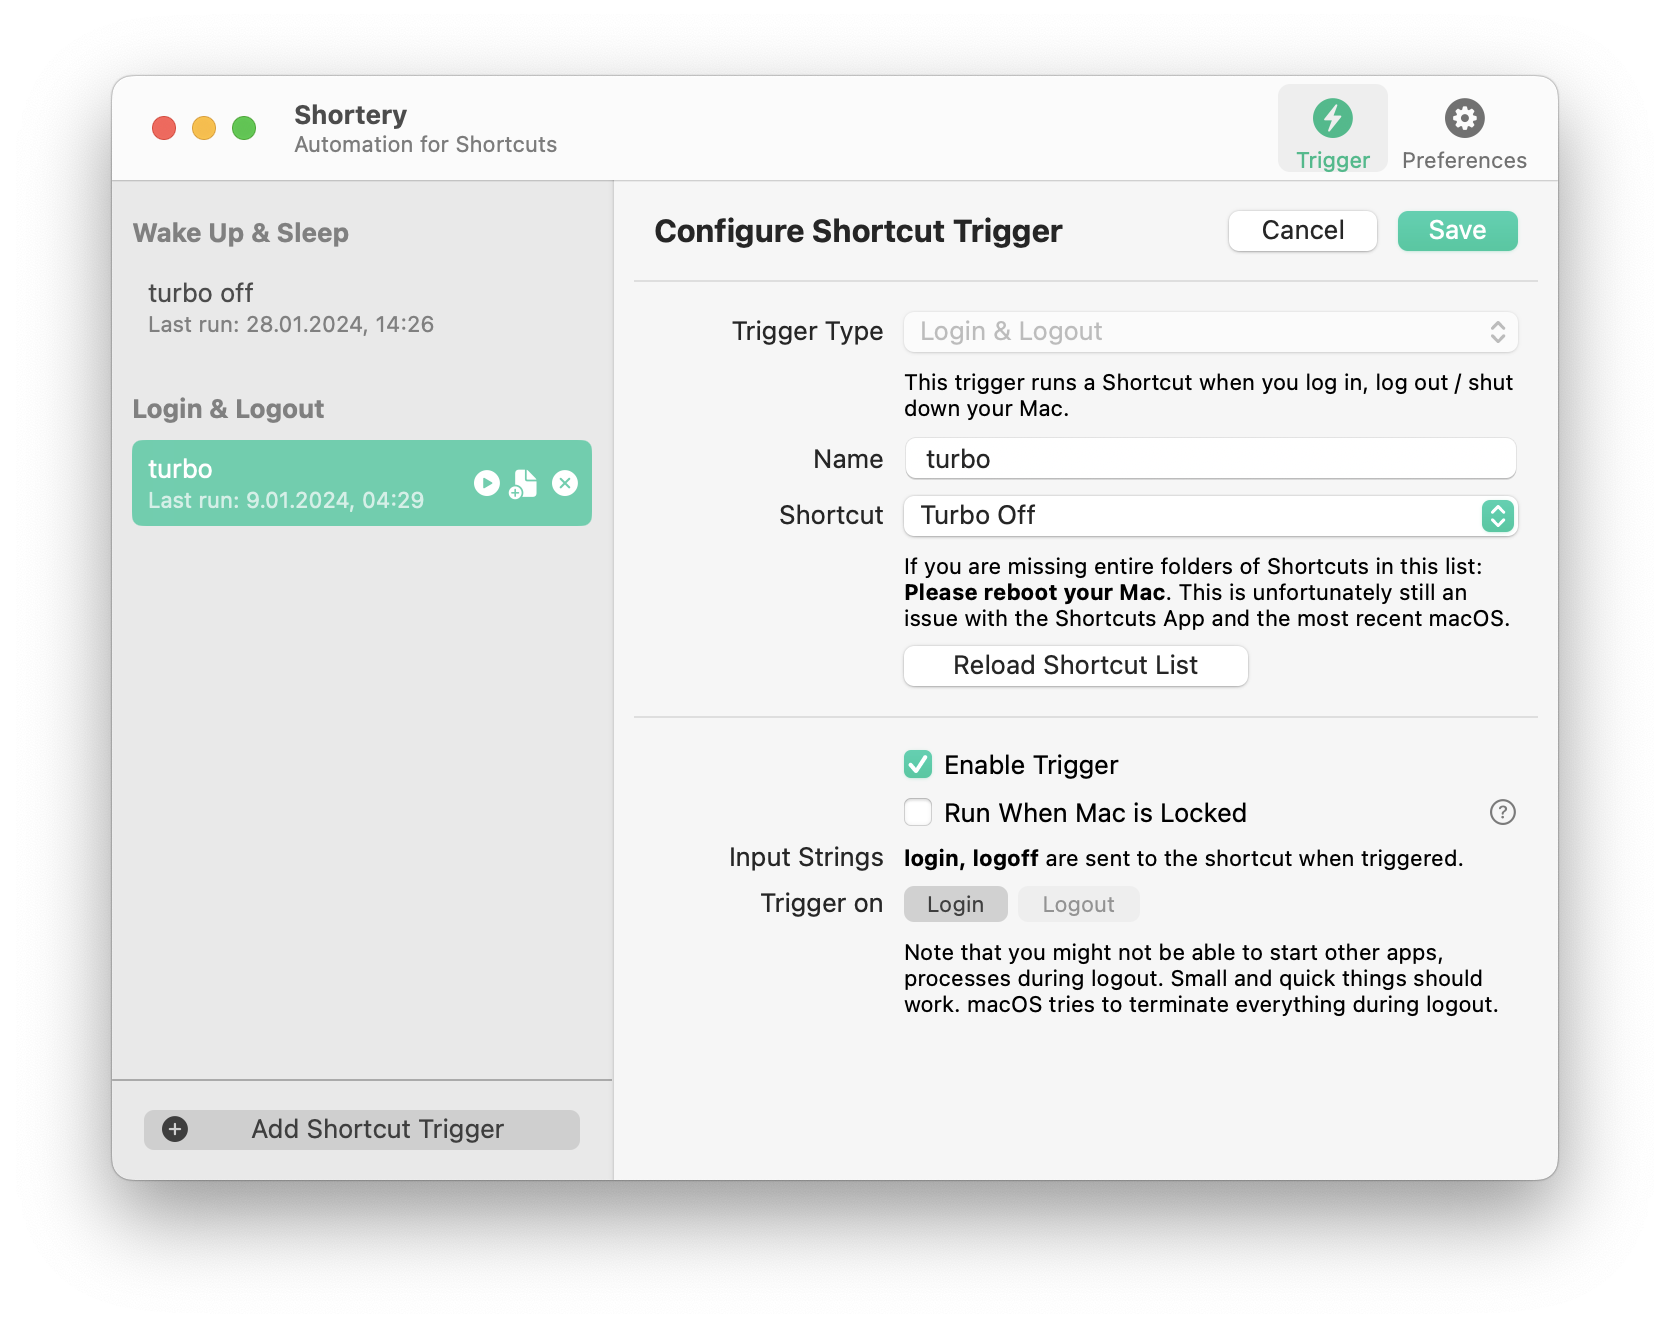 Shortery
Automation for Shortcuts
Trigger
Preferences
Wake Up & Sleep
turbo off
Last run: 28.01.2024, 14:26
Login & Logout
turbo
Last run: 9.01.2024, 04:29
Add Shortcut Trigger
Configure Shortcut Trigger
Cancel
Save
Trigger Type
Login & Logout
This trigger runs a Shortcut when you log in, log out / shut
down your Mac.
Name
turbo
Shortcut
Turbo Off
If you are missing entire folders of Shortcuts in this list:
Please reboot your Mac. This is unfortunately still an
issue with the Shortcuts App and the most recent macOS.
Reload Shortcut List
Enable Trigger
Run When Mac is Locked
?
Input Strings
login, logoff are sent to the shortcut when triggered.
Trigger on
Login
Logout
Note that you might not be able to start other apps,
processes during logout. Small and quick things should
work. macOS tries to terminate everything during logout.